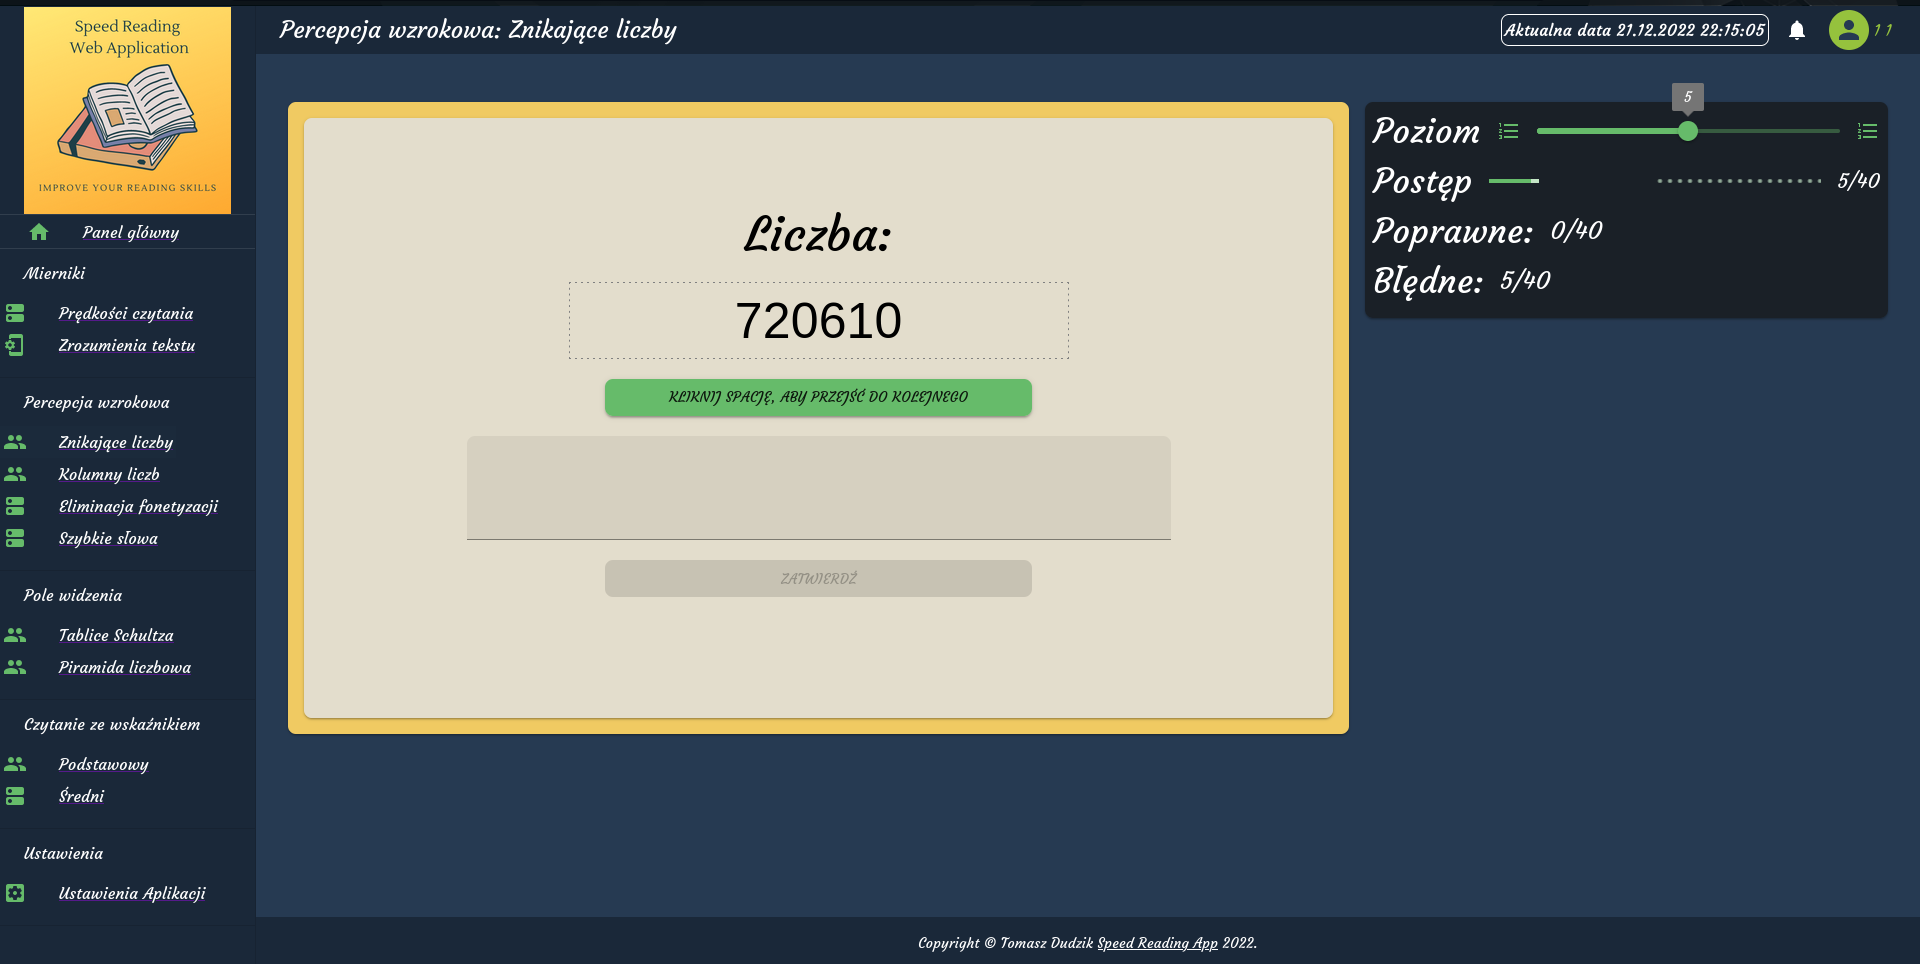 Speed Reading
Web Application
IMPROVE YOUR READING SKILLS
Panel główny
Mierniki
Prędkości czytania
Zrozumienia tekstu
Percepcja wzrokowa
Znikające liczby
Kolumny liczb
Eliminacja fonetyzacji
Szybkie słowa
Pole widzenia
Tablice Schultza
Piramida liczbowa
Czytanie ze wskaźnikiem
Podstawowy
Średni
Ustawienia
Ustawienia Aplikacji
Percepcja wzrokowa: Znikające liczby
Aktualna data 21.12.2022 22:15:05
1 1
Liczba:
720610
KLIKNIJ SPACJĘ, ABY PRZEJŚĆ DO KOLEJNEGO
ZATWIERDŹ
5
Poziom
Postęp 5/40
Poprawne: 0/40
Błędne: 5/40
Copyright © Tomasz Dudzik Speed Reading App 2022.